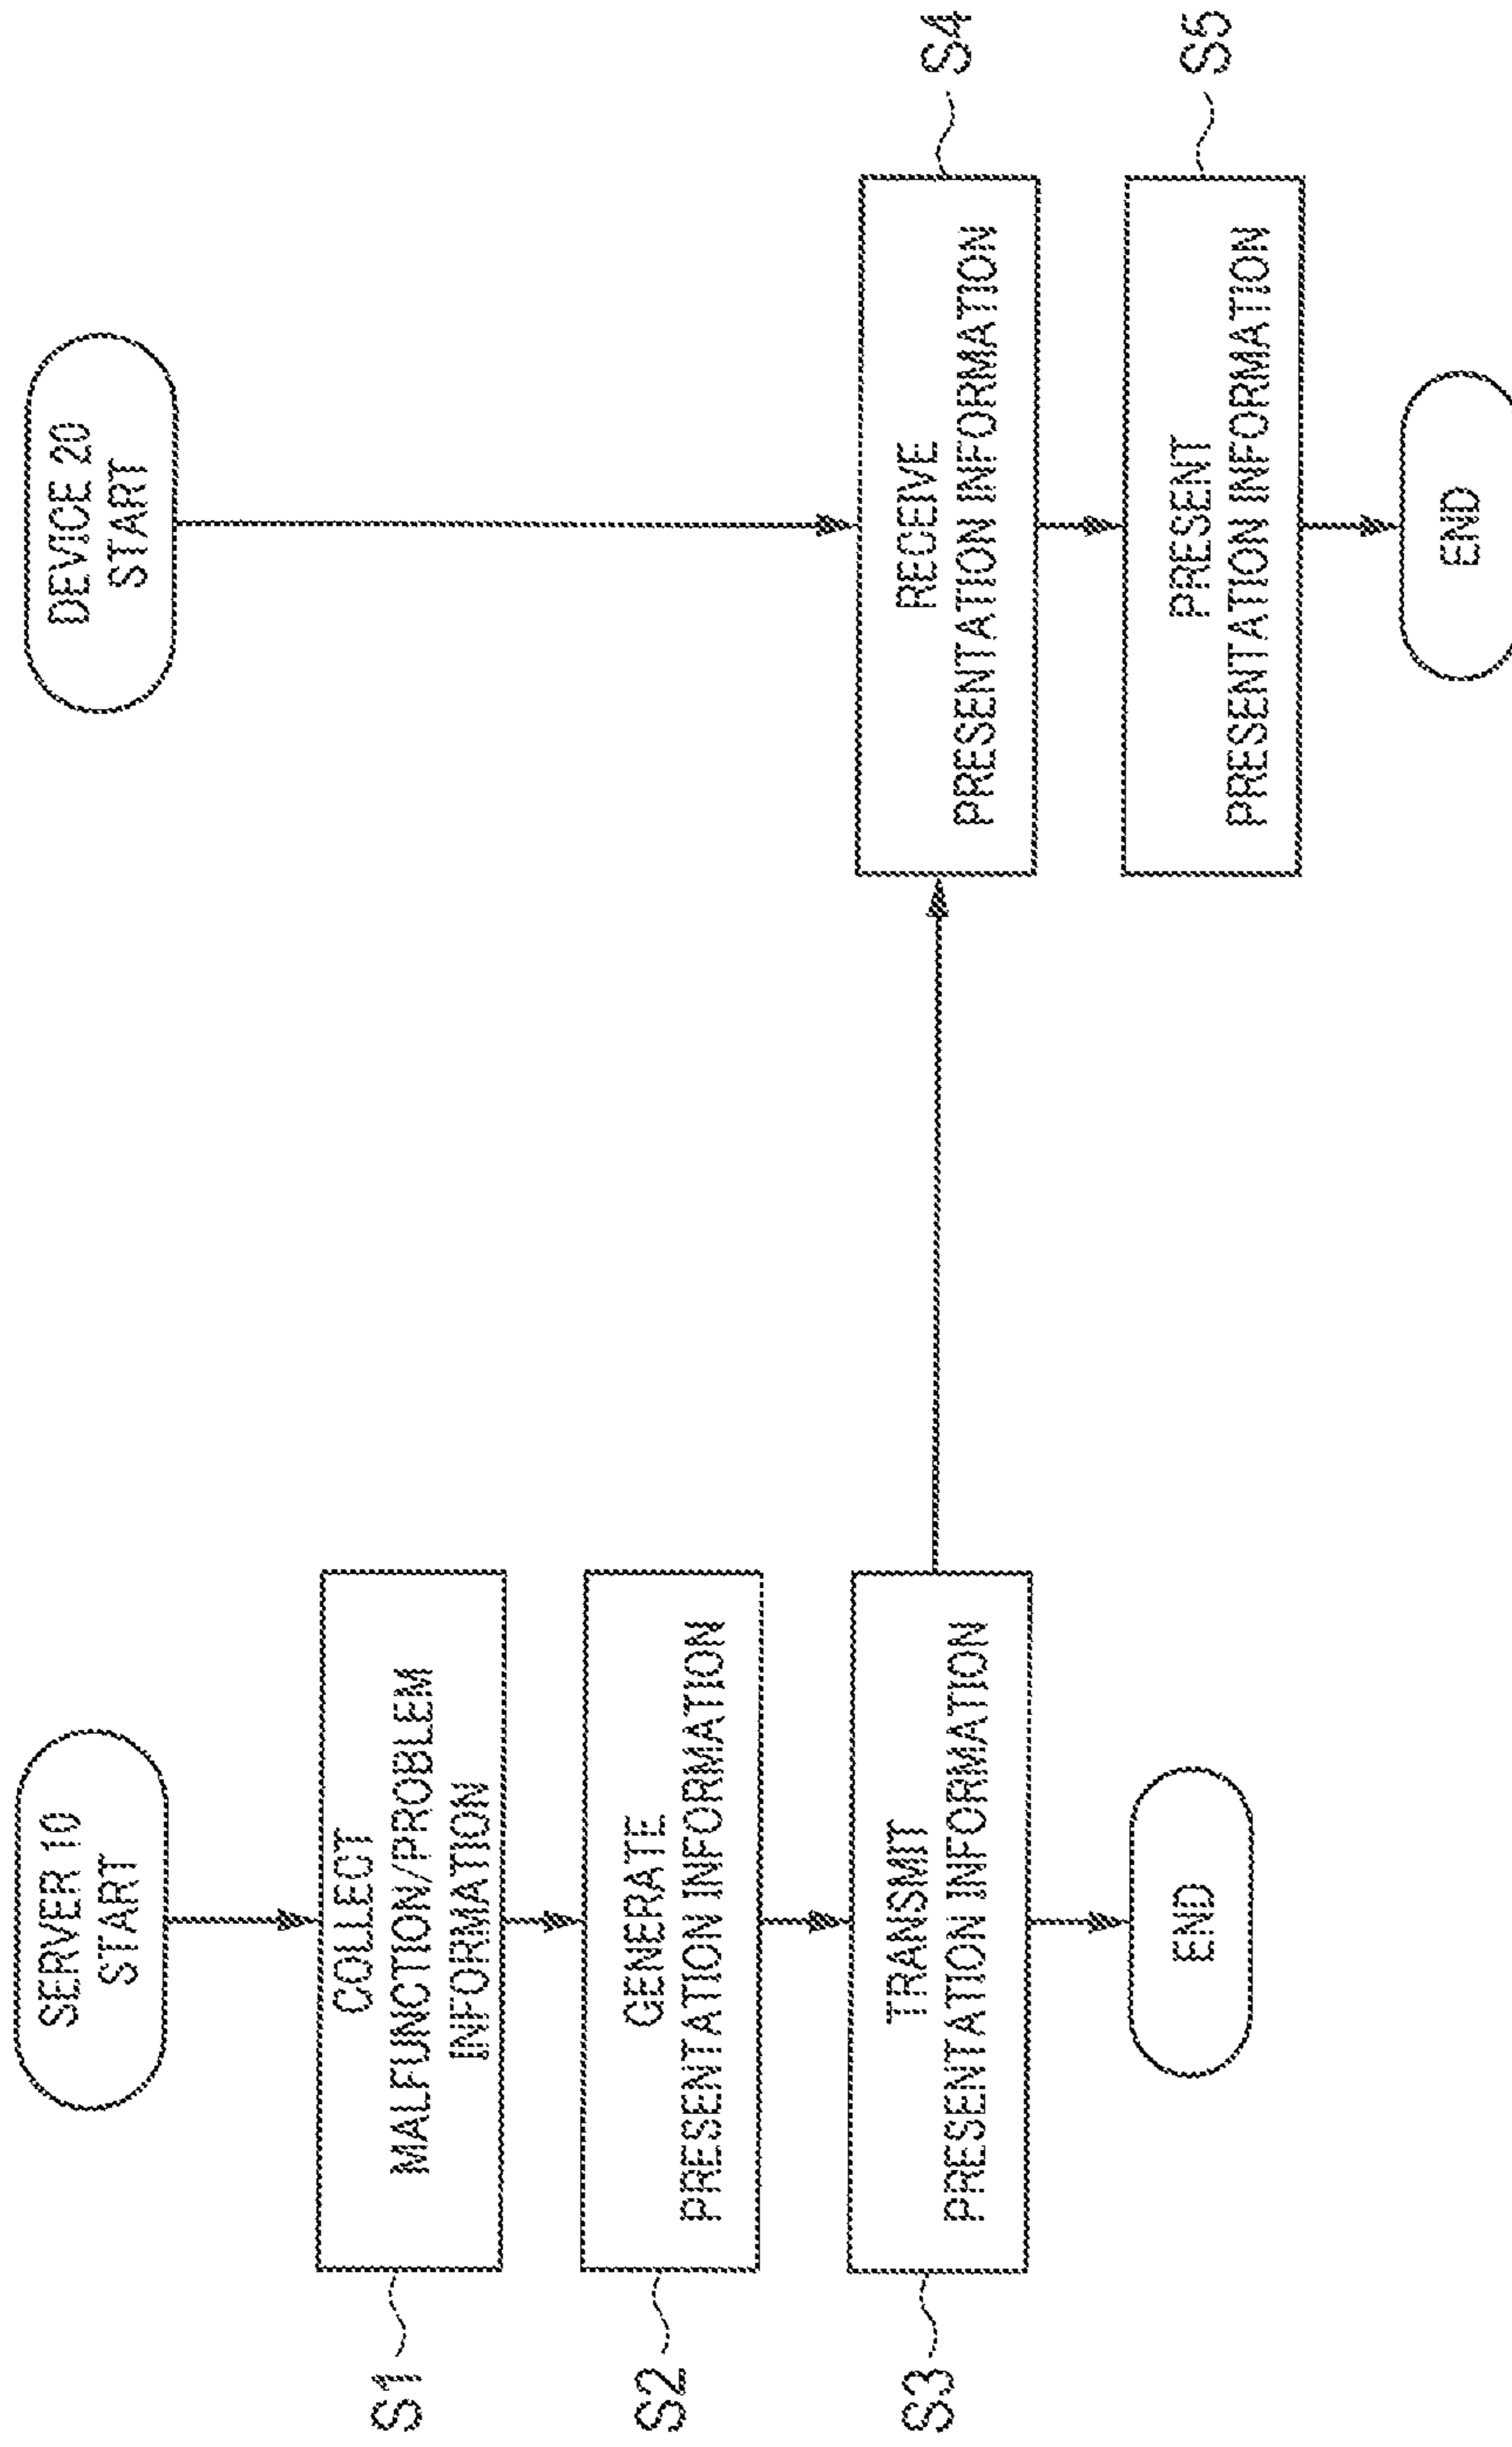 SERVER 10
START
S1
COLLECT
MALFUNCTION/PROBLEM
INFORMATION
S2
GENERATE
PRESENTATION INFORMATION
S3
TRANSMIT
PRESENTATION INFORMATION
END
DEVICE 20
START
RECEIVE
PRESENTATION INFORMATION
S4
PRESENT
PRESENTATION INFORMATION
S5
END